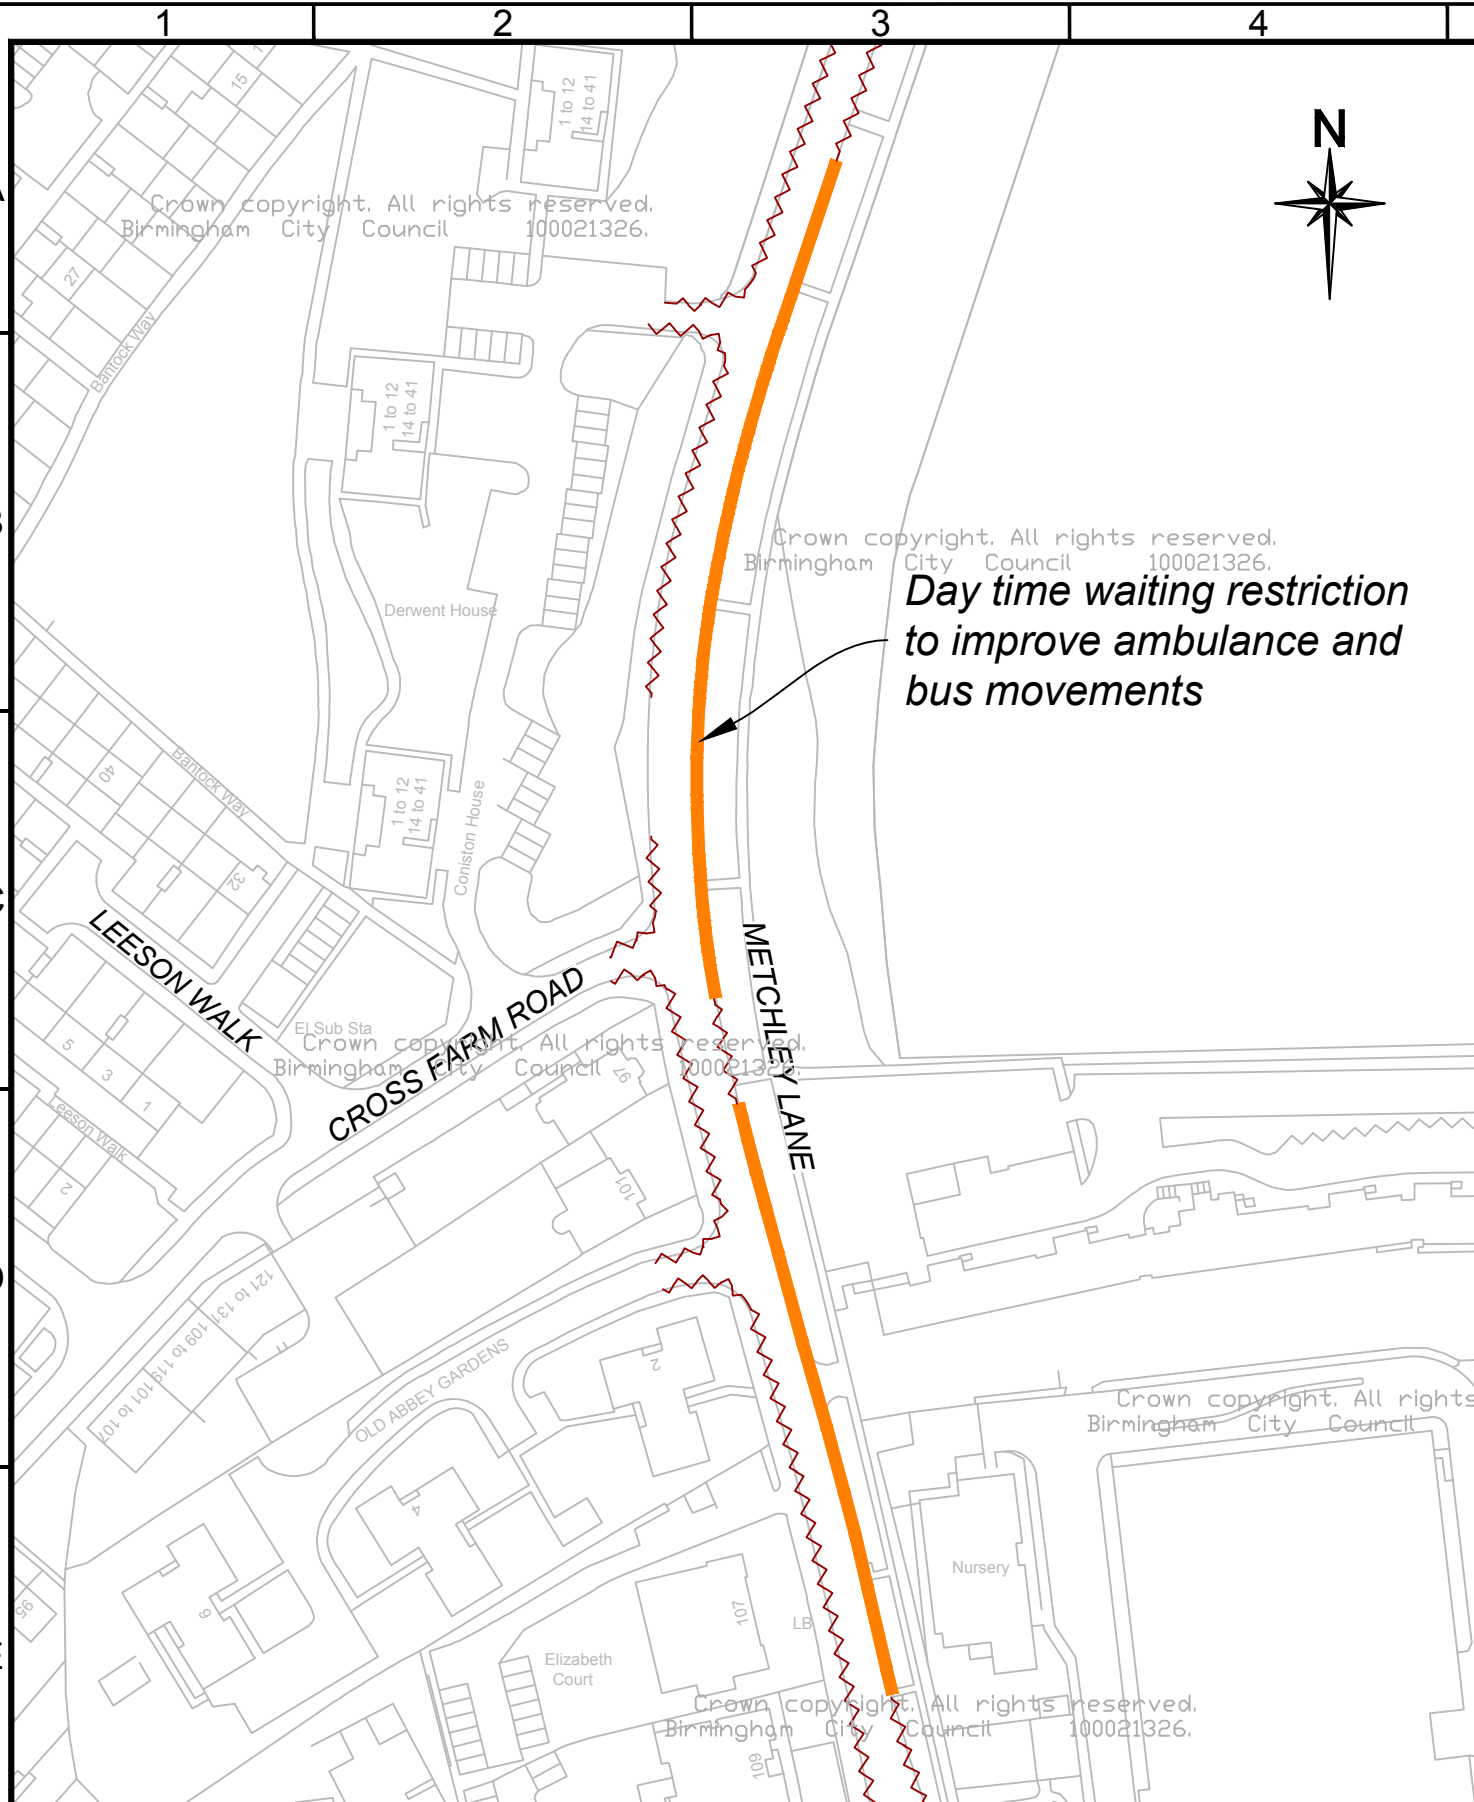 1 2 3 4
N
A
B
C
D
E
15
1 to 12
14 to 41
Crown copyright. All rights reserved.
Birmingham City Council 100021326.
27
Bantock Way
1 to 12
14 to 41
Crown copyright. All rights reserved.
Birmingham City Council 100021326.
Day time waiting restriction
to improve ambulance and
bus movements
Derwent House
Bantock Way
40
1 to 12
14 to 41
Coniston House
32
LEESON WALK
METCHLEY LANE
CROSS FARM ROAD
El Sub Sta
Crown copyright. All rights reserved.
Birmingham City Council 100021326.
97
5
3
1
Leeson Walk
2
101
121 to 131
109 to 119
101 to 107
OLD ABBEY GARDENS
2
Crown copyright. All rights
Birmingham City Council
4
Nursery
95
6
107
LB
Elizabeth
Court
Crown copyright. All rights reserved.
Birmingham City Council 100021326.
109